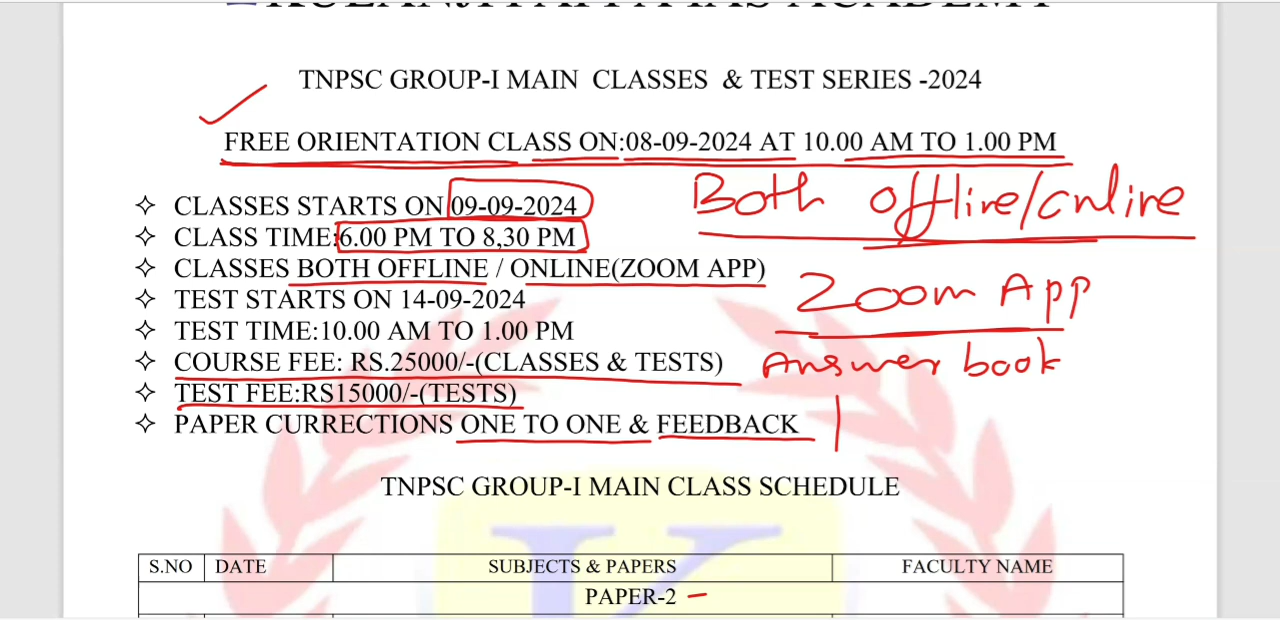 TNPSC GROUP-I MAIN CLASSES & TEST SERIES -2024
FREE ORIENTATION CLASS ON:08-09-2024 AT 10.00 AM TO 1.00 PM
✧ CLASSES STARTS ON 09-09-2024
Both offline/online
✧ CLASS TIME:6.00 PM TO 8,30 PM
✧ CLASSES BOTH OFFLINE / ONLINE(ZOOM APP)
Zoom App
✧ TEST STARTS ON 14-09-2024
✧ TEST TIME:10.00 AM TO 1.00 PM
✧ COURSE FEE: RS.25000/-(CLASSES & TESTS)
Answer book
✧ TEST FEE:RS15000/-(TESTS)
✧ PAPER CURRECTIONS ONE TO ONE & FEEDBACK
TNPSC GROUP-I MAIN CLASS SCHEDULE
S.NO DATE SUBJECTS & PAPERS FACULTY NAME
PAPER-2